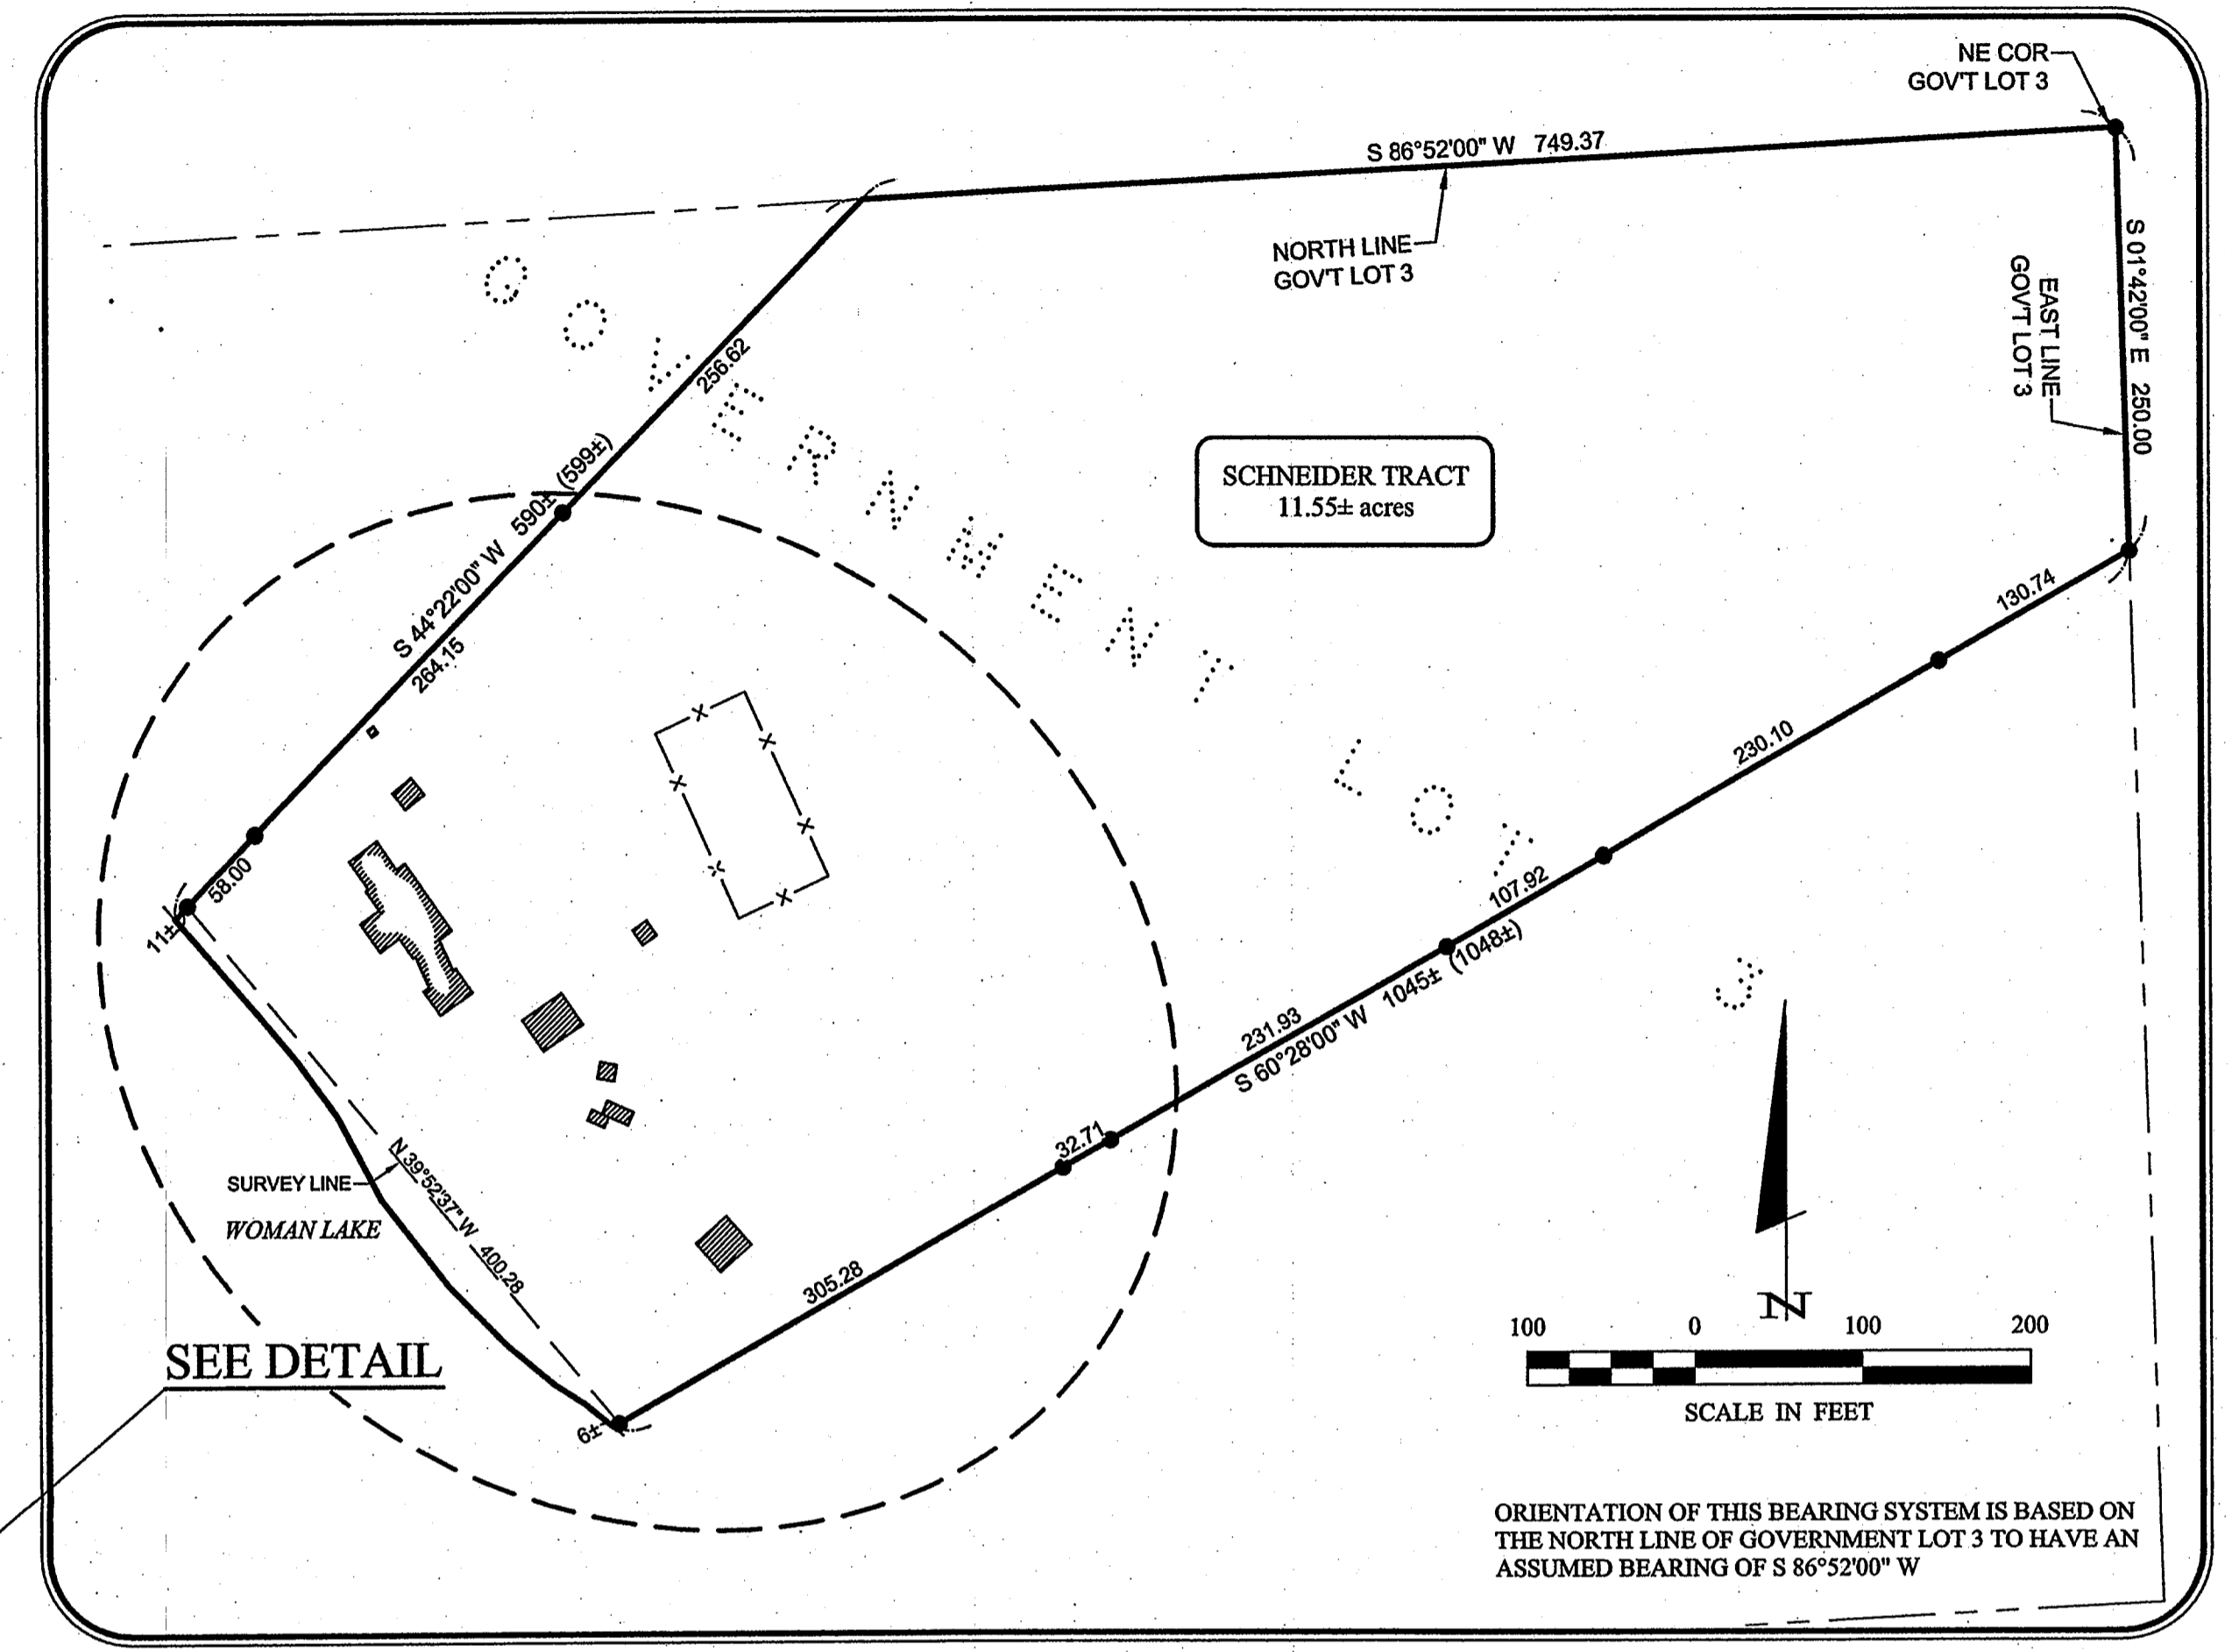 NE COR
GOV'T LOT 3
S 86°52'00" W 749.37
NORTH LINE
GOV'T LOT 3
S 01°42'00" E 250.00
EAST LINE
GOV'T LOT 3
GOVERNMENT LOT 3
256.62
S 44°22'00" W 590± (599±)
264.15
SCHNEIDER TRACT
11.55± acres
130.74
230.10
107.92
S 60°28'00" W 1045± (1048±)
231.93
32.71
305.28
58.00
11±
N 39°52'37" W 400.28
SURVEY LINE
WOMAN LAKE
6±
SEE DETAIL
N
100 0 100 200
SCALE IN FEET
ORIENTATION OF THIS BEARING SYSTEM IS BASED ON
THE NORTH LINE OF GOVERNMENT LOT 3 TO HAVE AN
ASSUMED BEARING OF S 86°52'00" W